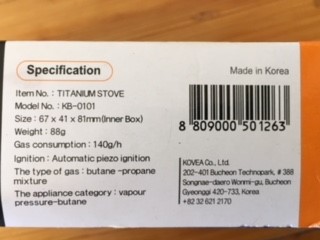 Specification
Made in Korea
Item No. : TITANIUM STOVE
Model No. : KB-0101
Size : 67 x 41 x 81mm(Inner Box)
Weight : 88g
Gas consumption : 140g/h
Ignition : Automatic piezo ignition
The type of gas : butane -propane
mixture
The appliance category : vapour
pressure-butane
8 809000 501263
KOVEA Co., Ltd.
202-401 Bucheon Technopark, # 388
Songnae-daero Wonmi-gu, Bucheon
Gyeonggi 420-733, Korea
+82 32 621 2170